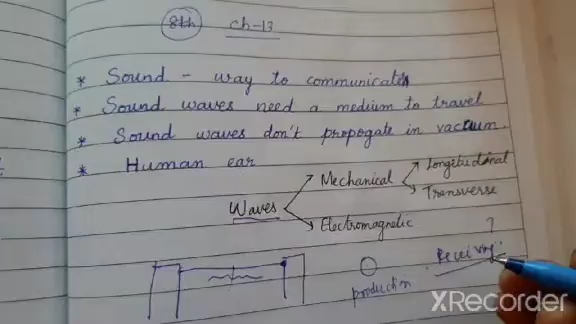 8th ch-13
* Sound - way to communicate
* Sound waves need a medium to travel
* Sound waves don't propogate in vacuum.
* Human ear
Waves
Mechanical
Longitudinal
Transverse
Electromagnetic
?
production
Receiving
XRecorder